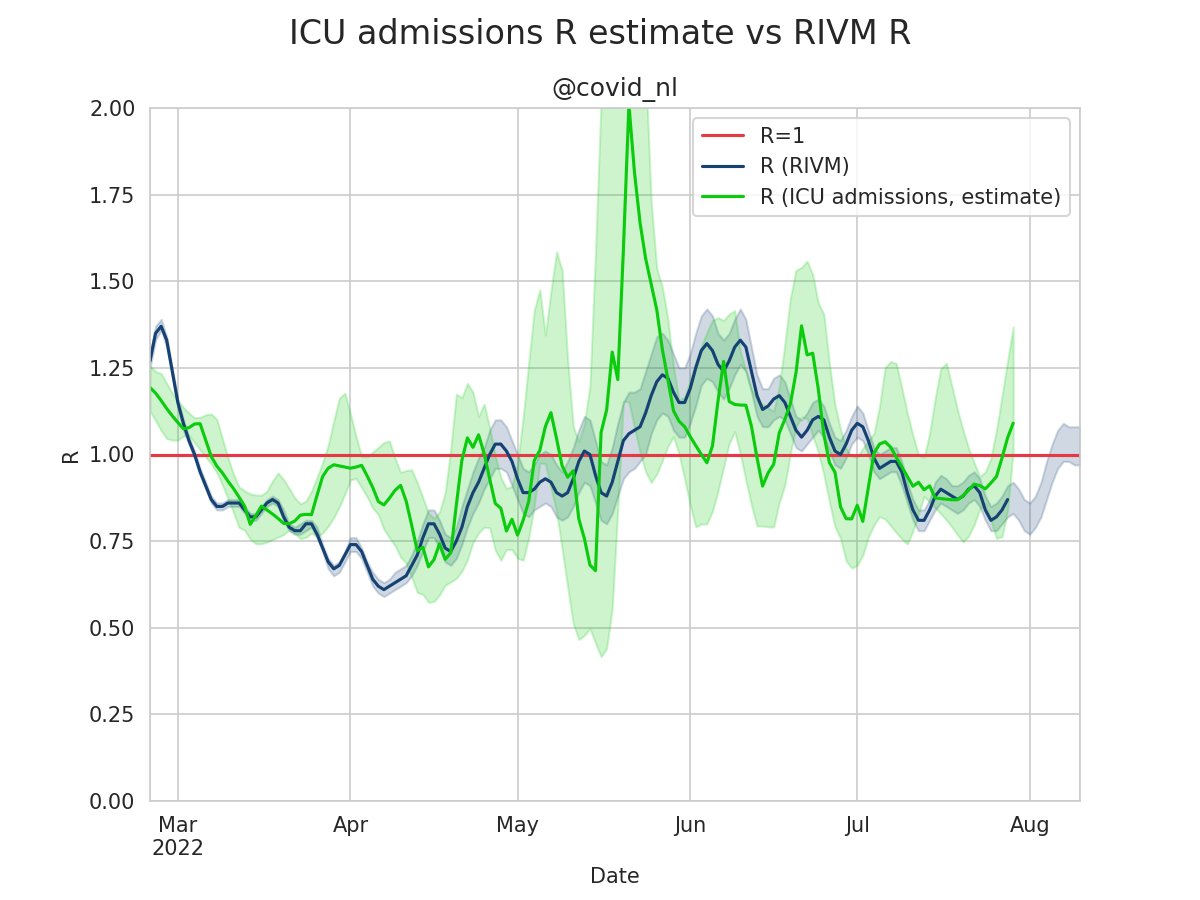 ICU admissions R estimate vs RIVM R
@covid_nl
R=1
R (RIVM)
R (ICU admissions, estimate)
2.00
1.75
1.50
1.25
1.00
0.75
0.50
0.25
0.00
R
Mar Apr May Jun Jul Aug
2022
Date